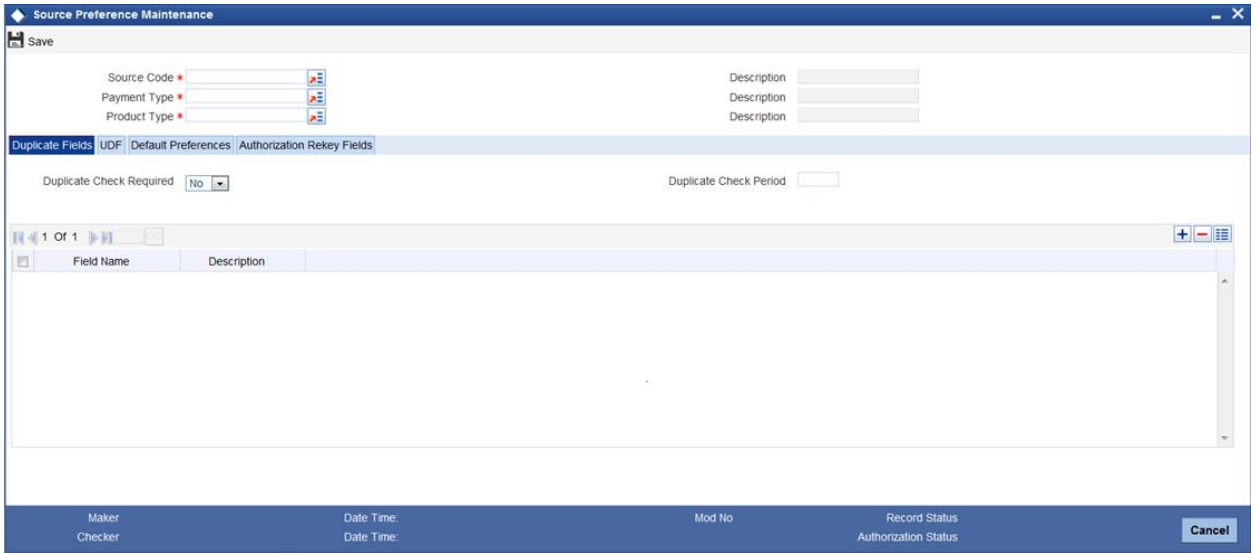 Source Preference Maintenance
Save
Source Code * Description
Payment Type * Description
Product Type * Description
Duplicate Fields UDF Default Preferences Authorization Rekey Fields
Duplicate Check Required No Duplicate Check Period
1 Of 1 Go
Field Name Description
Maker Date Time: Mod No Record Status
Checker Date Time: Authorization Status
Cancel